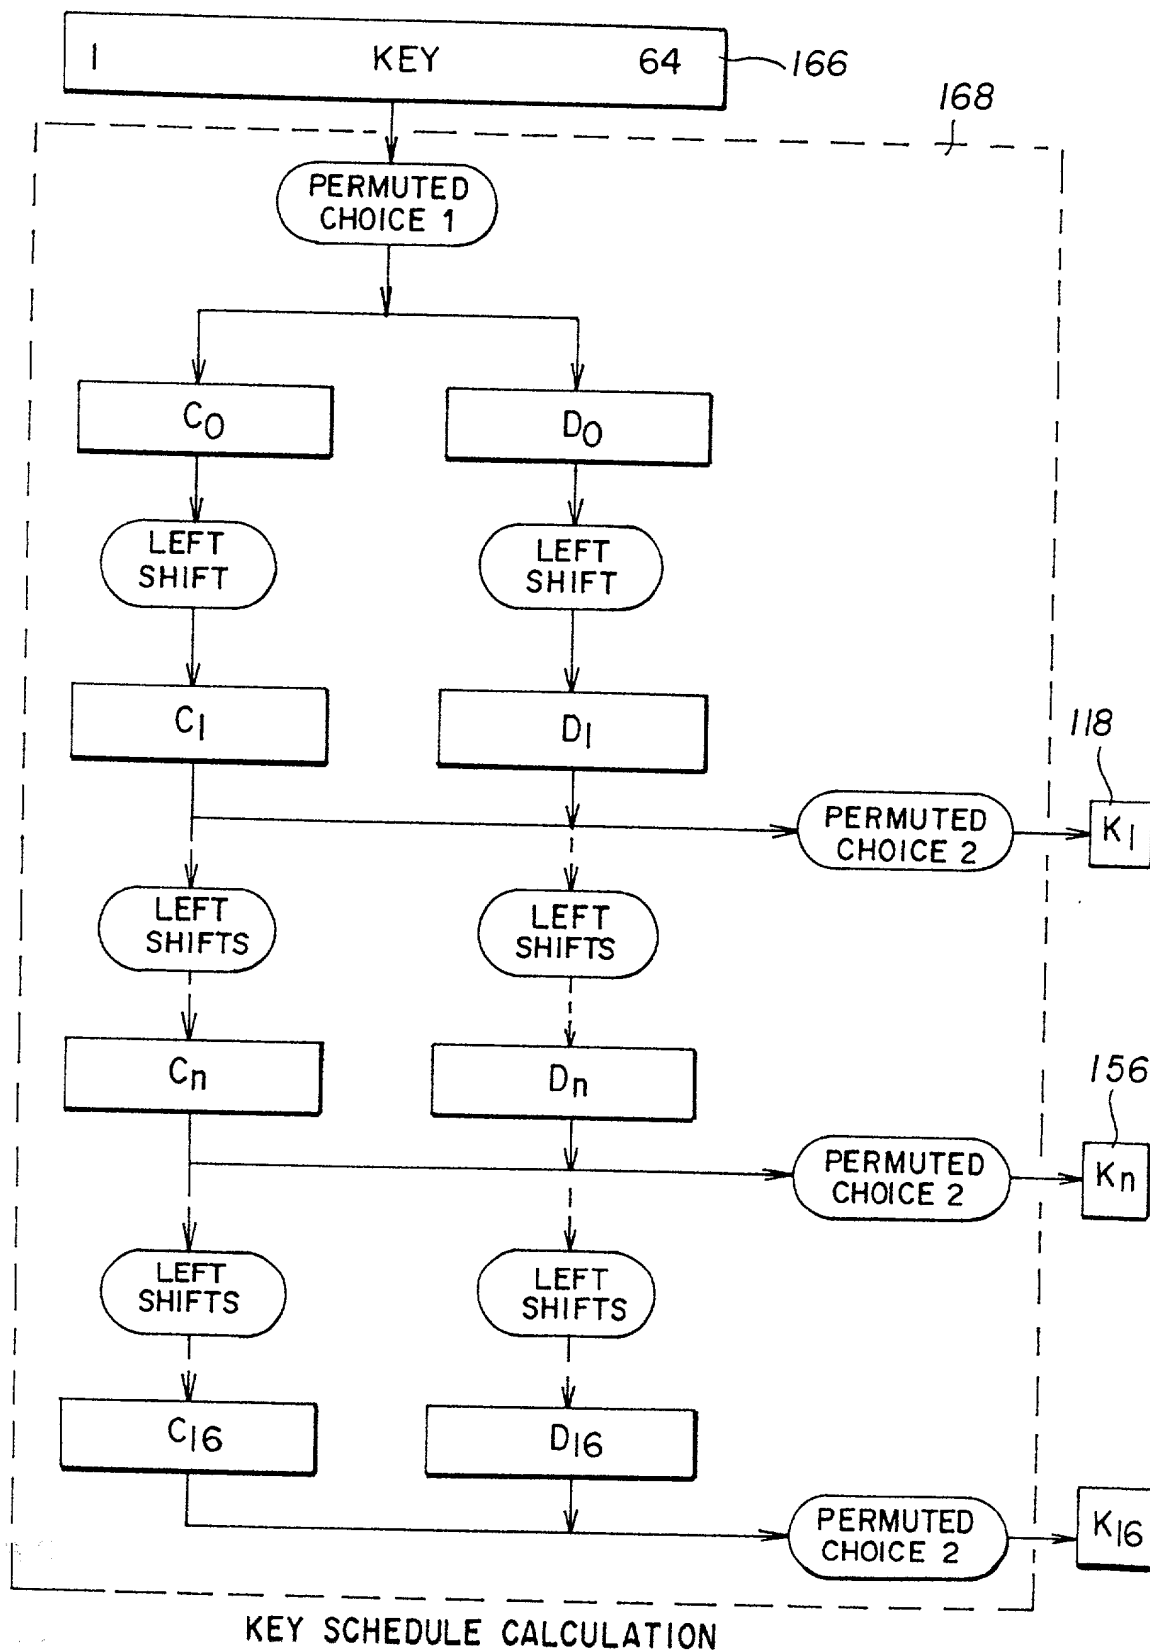 1 KEY 64
166
168
PERMUTED
CHOICE 1
C0
D0
LEFT
SHIFT
LEFT
SHIFT
C1
D1
118
PERMUTED
CHOICE 2
K1
LEFT
SHIFTS
LEFT
SHIFTS
Cn
Dn
156
PERMUTED
CHOICE 2
Kn
LEFT
SHIFTS
LEFT
SHIFTS
C16
D16
PERMUTED
CHOICE 2
K16
KEY SCHEDULE CALCULATION